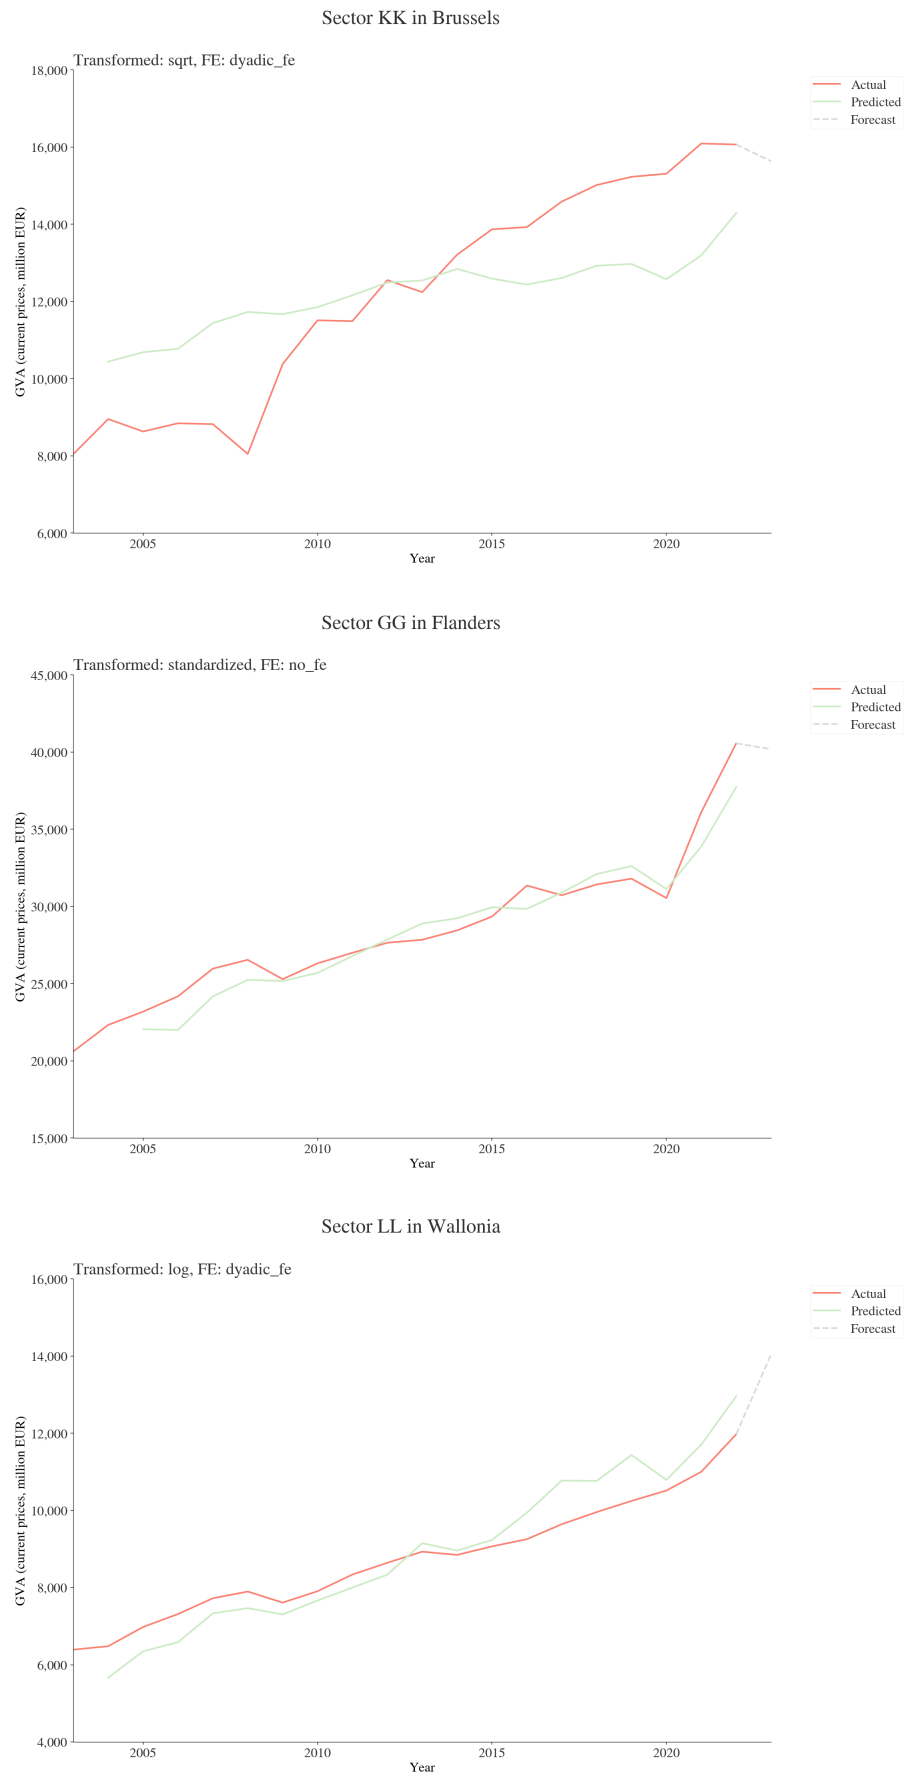 Sector KK in Brussels
Transformed: sqrt, FE: dyadic_fe
18,000
16,000
14,000
12,000
10,000
8,000
6,000
GVA (current prices, million EUR)
2005 2010 2015 2020
Year
Actual
Predicted
Forecast
Sector GG in Flanders
Transformed: standardized, FE: no_fe
45,000
40,000
35,000
30,000
25,000
20,000
15,000
GVA (current prices, million EUR)
2005 2010 2015 2020
Year
Actual
Predicted
Forecast
Sector LL in Wallonia
Transformed: log, FE: dyadic_fe
16,000
14,000
12,000
10,000
8,000
6,000
4,000
GVA (current prices, million EUR)
2005 2010 2015 2020
Year
Actual
Predicted
Forecast